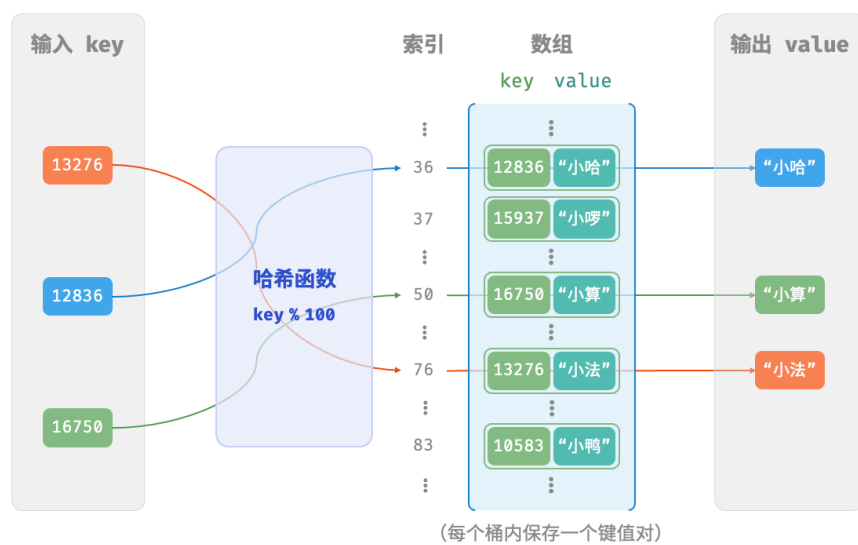 输入 key
索引
数组
输出 value
key value
13276
36
12836 “小哈”
“小哈”
37
15937 “小啰”
12836
哈希函数
key % 100
50
16750 “小算”
“小算”
76
13276 “小法”
“小法”
16750
83
10583 “小鸭”
（每个桶内保存一个键值对）